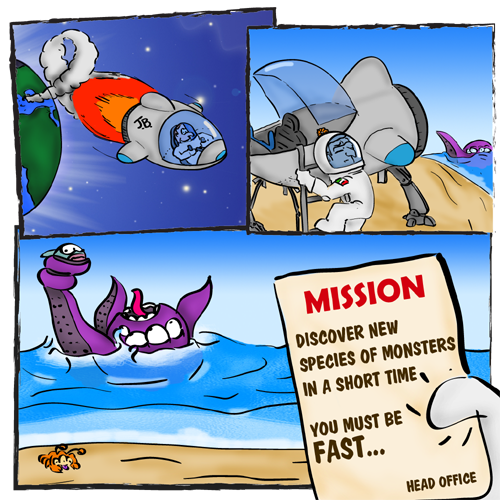 J.B.
MISSION
DISCOVER NEW
SPECIES OF MONSTERS
IN A SHORT TIME
YOU MUST BE
FAST...
HEAD OFFICE